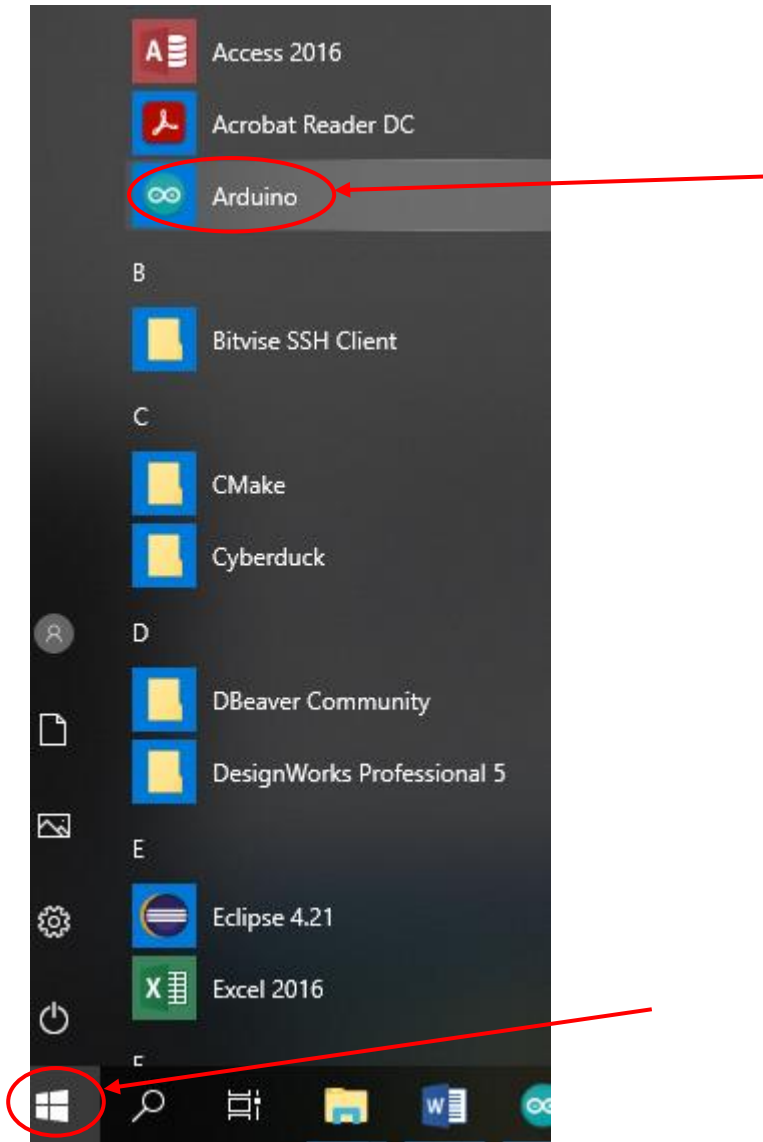 Access 2016
Acrobat Reader DC
Arduino
B
Bitvise SSH Client
C
CMake
Cyberduck
D
DBeaver Community
DesignWorks Professional 5
E
Eclipse 4.21
Excel 2016